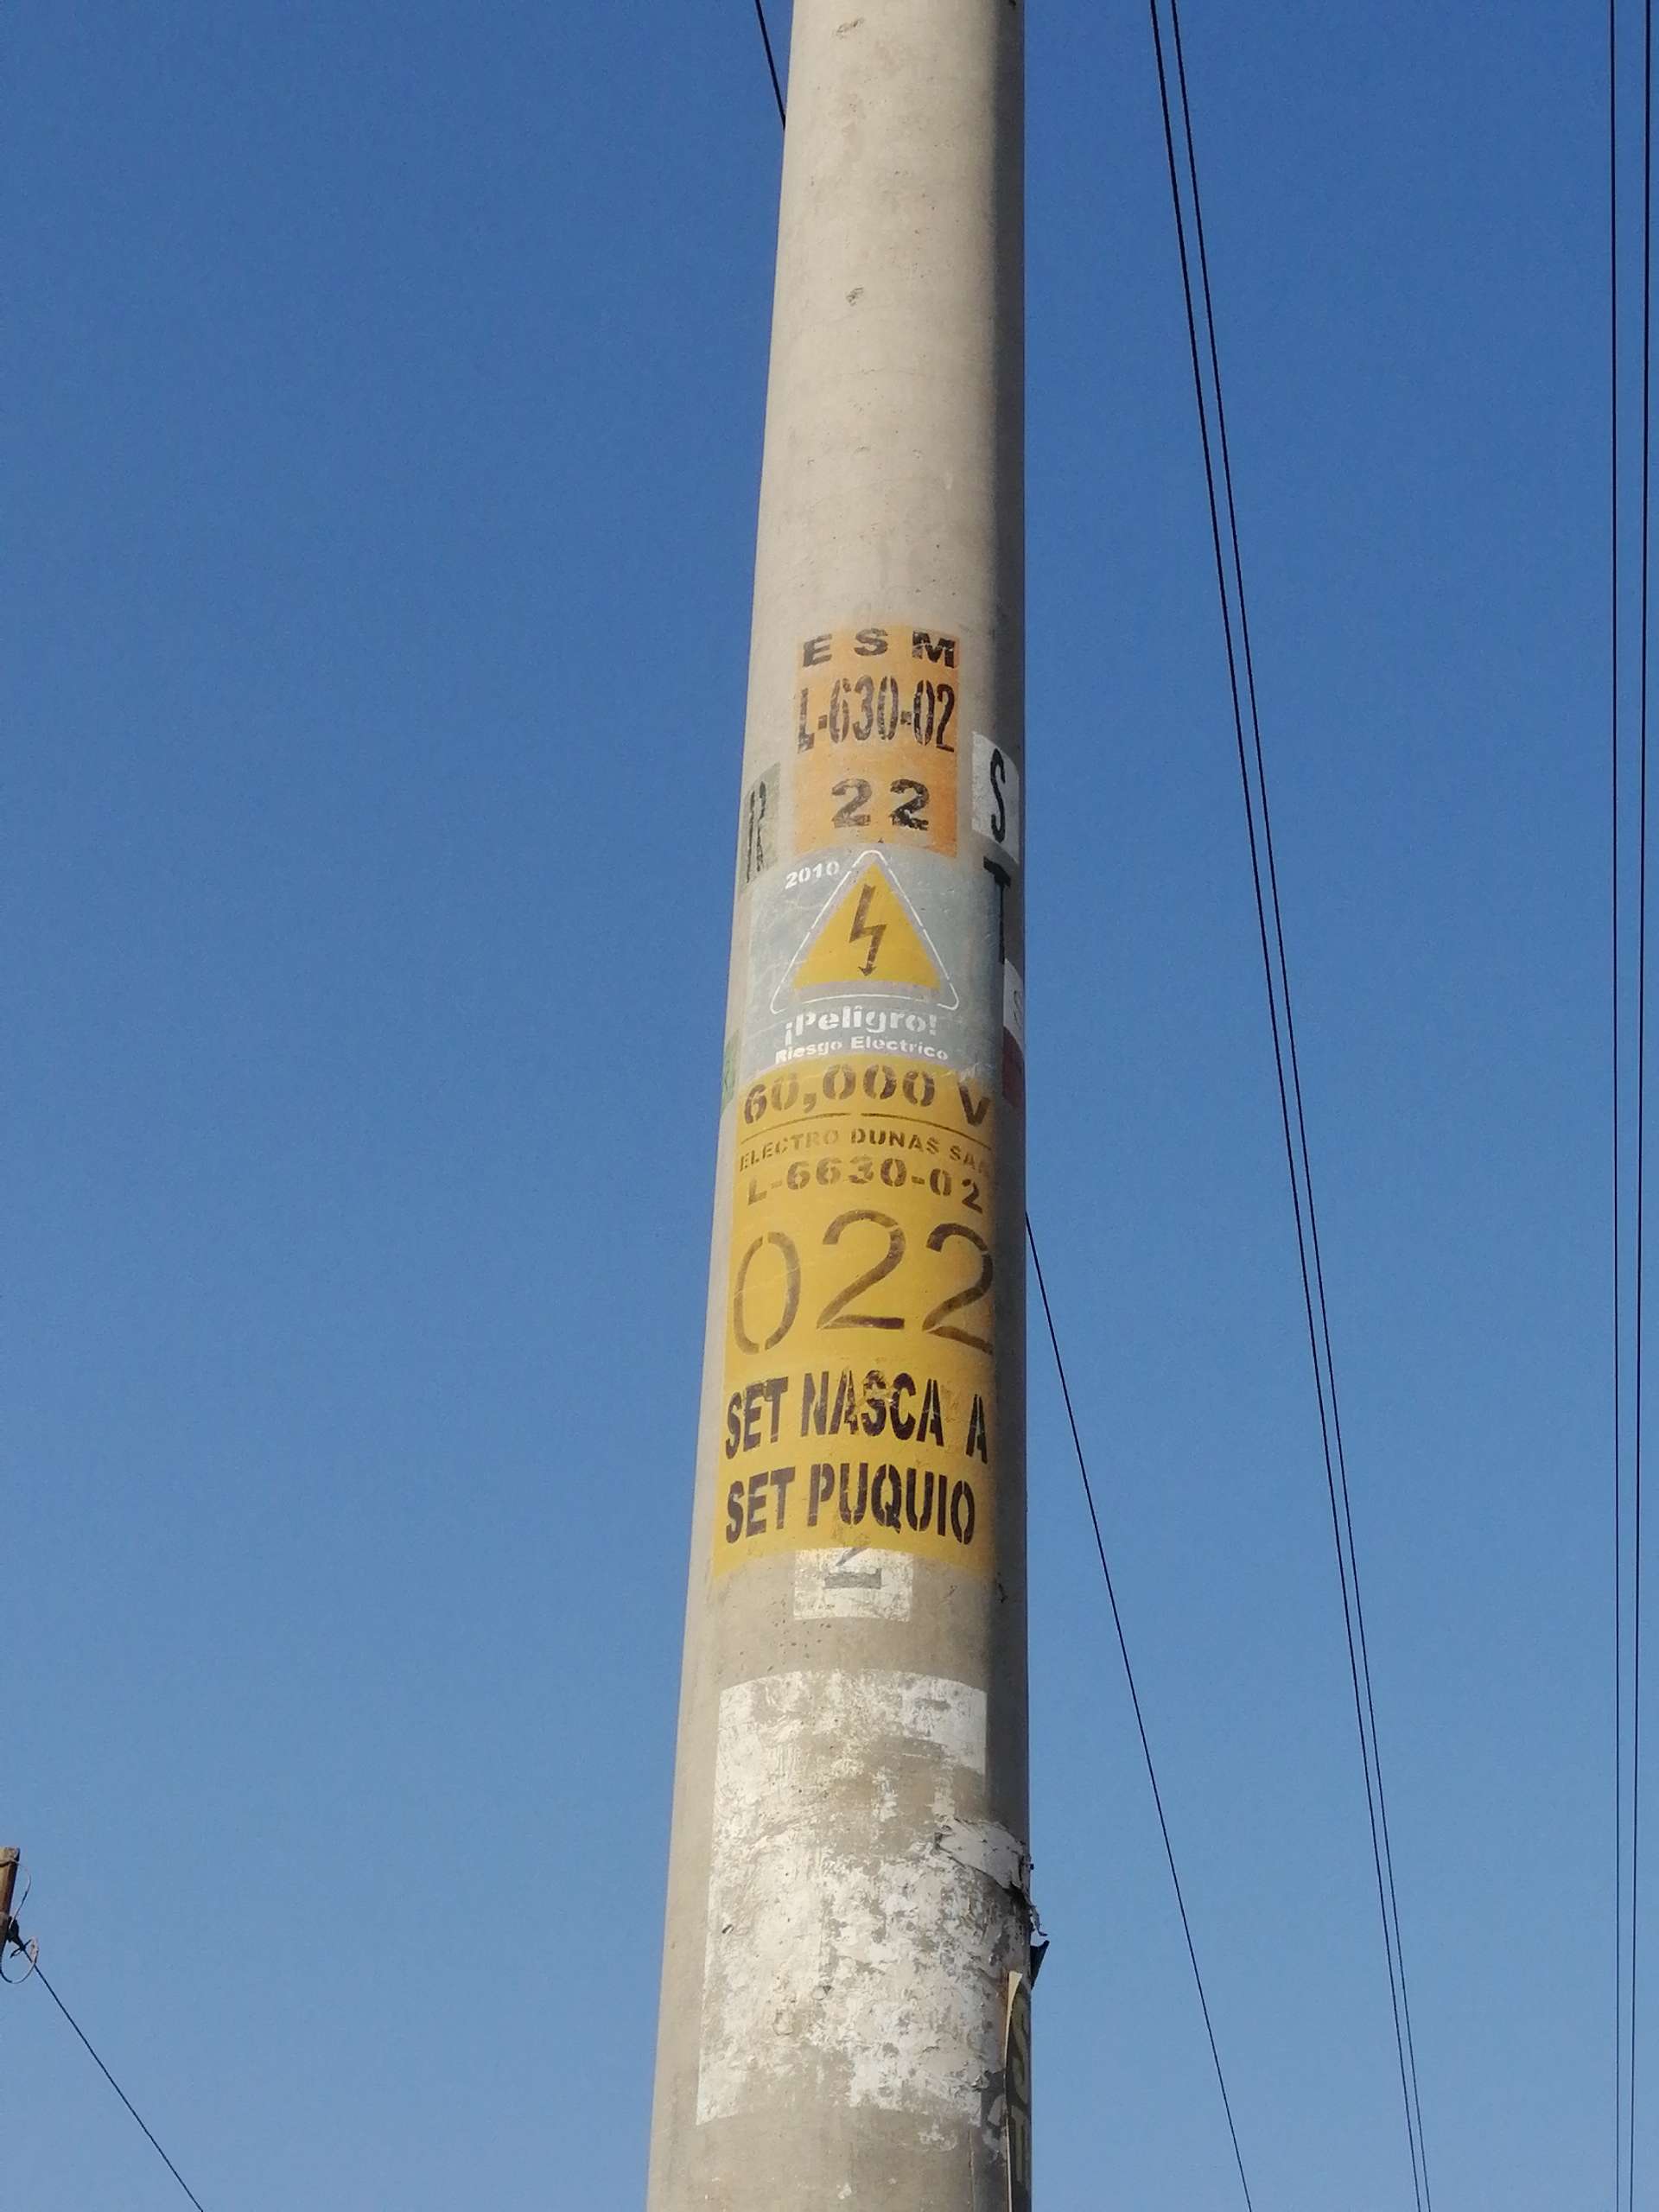 E S M
L-630-02
22
R
S
T
2010
¡Peligro!
Riesgo Electrico
60,000 V
ELECTRO DUNAS SAA
L-6630-02
022
SET NASCA A
SET PUQUIO